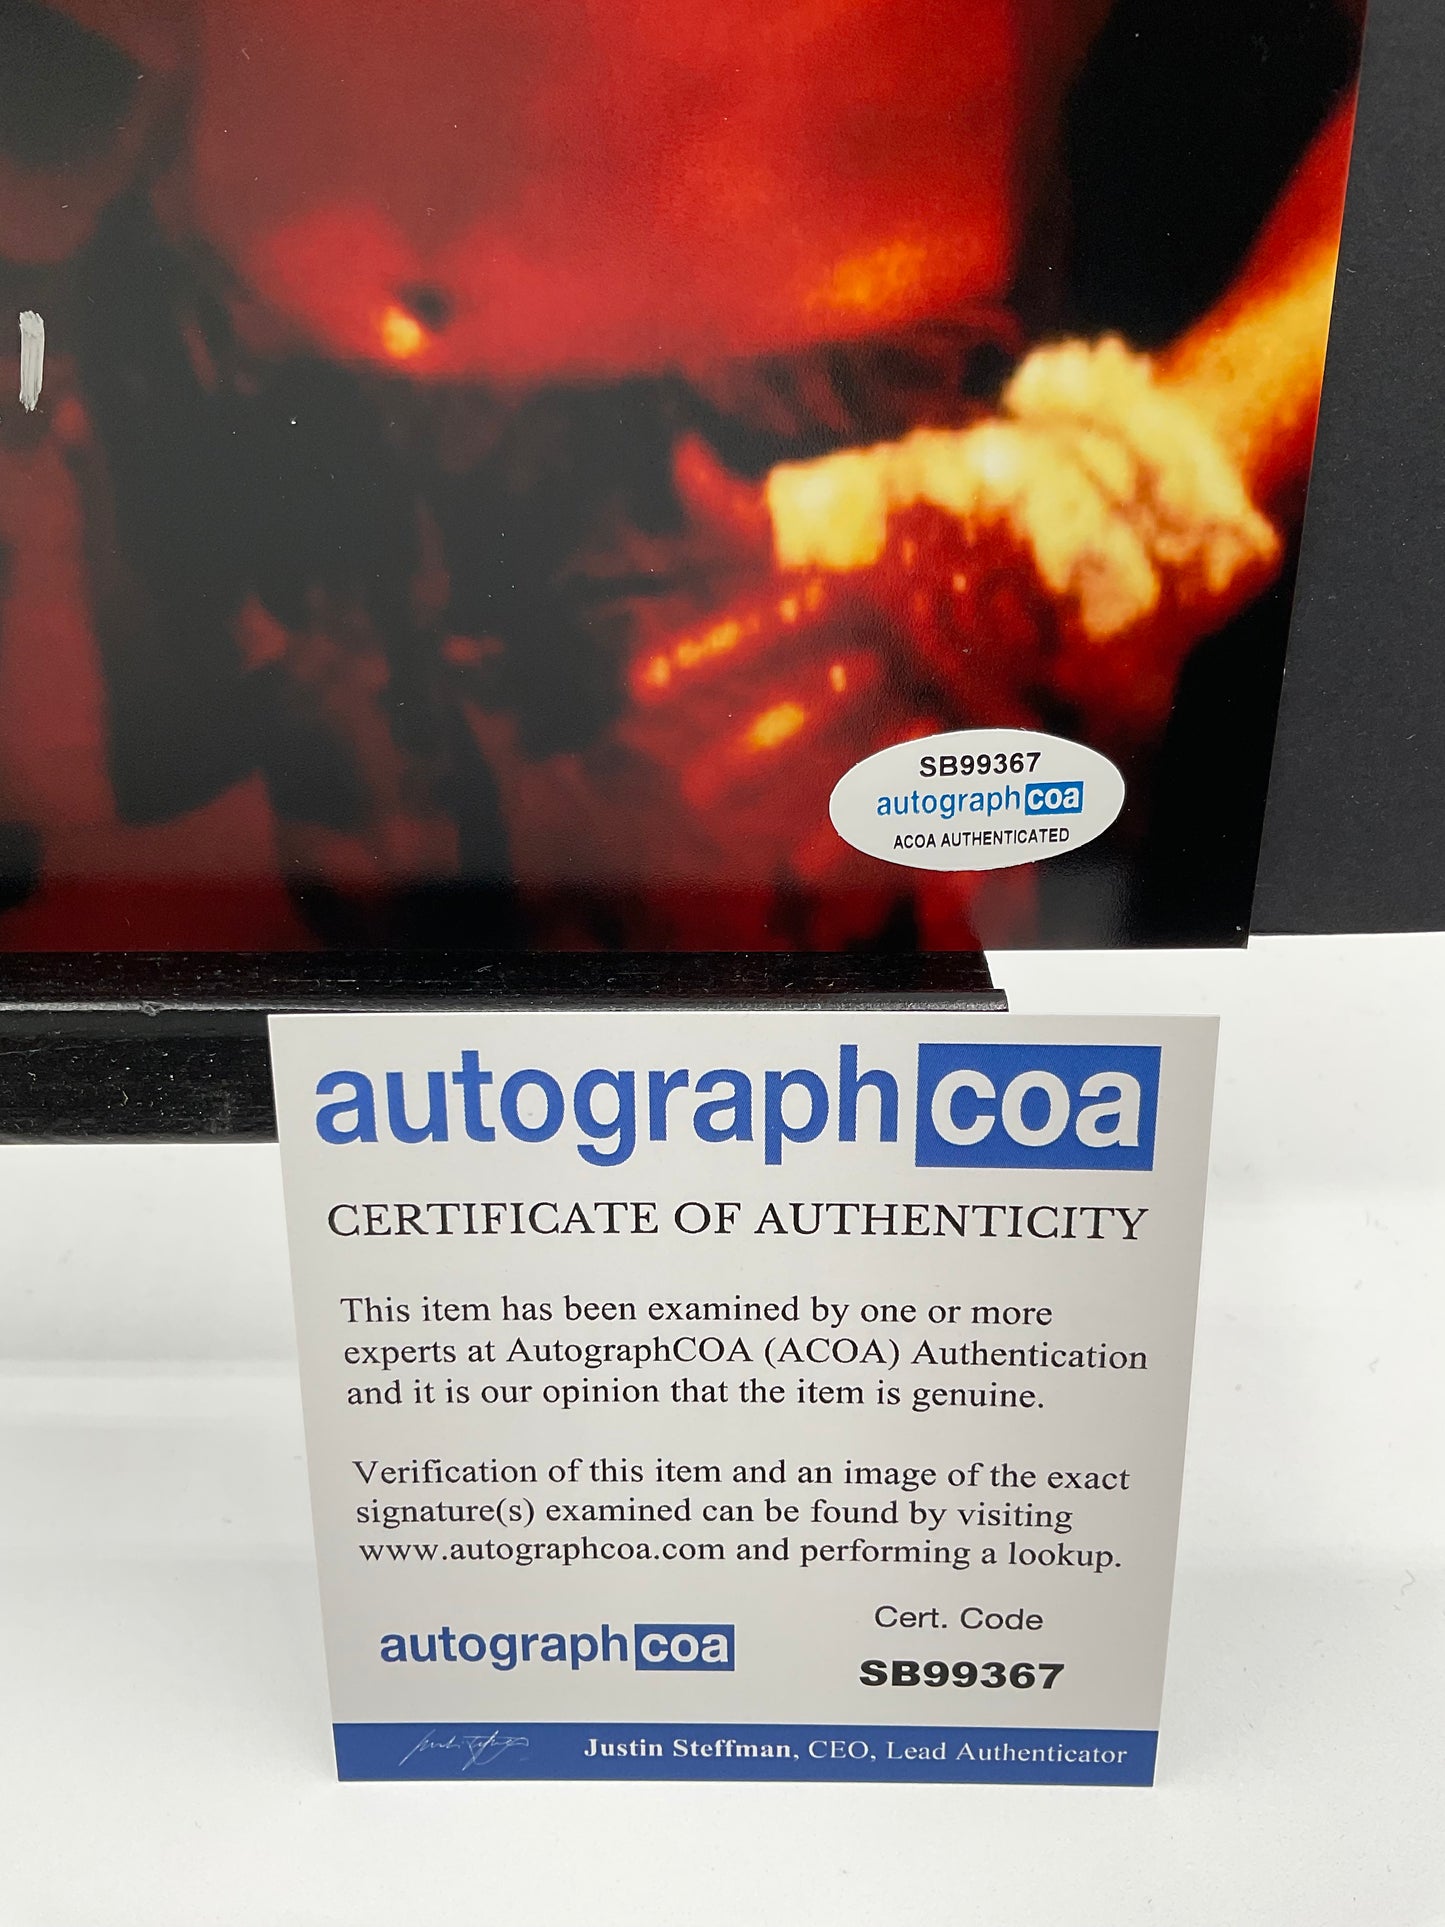 SB99367
autographcoa
ACOA AUTHENTICATED
autographcoa
CERTIFICATE OF AUTHENTICITY
This item has been examined by one or more
experts at AutographCOA (ACOA) Authentication
and it is our opinion that the item is genuine.
Verification of this item and an image of the exact
signature(s) examined can be found by visiting
www.autographcoa.com and performing a lookup.
Cert. Code
autographcoa
SB99367
Justin Steffman, CEO, Lead Authenticator